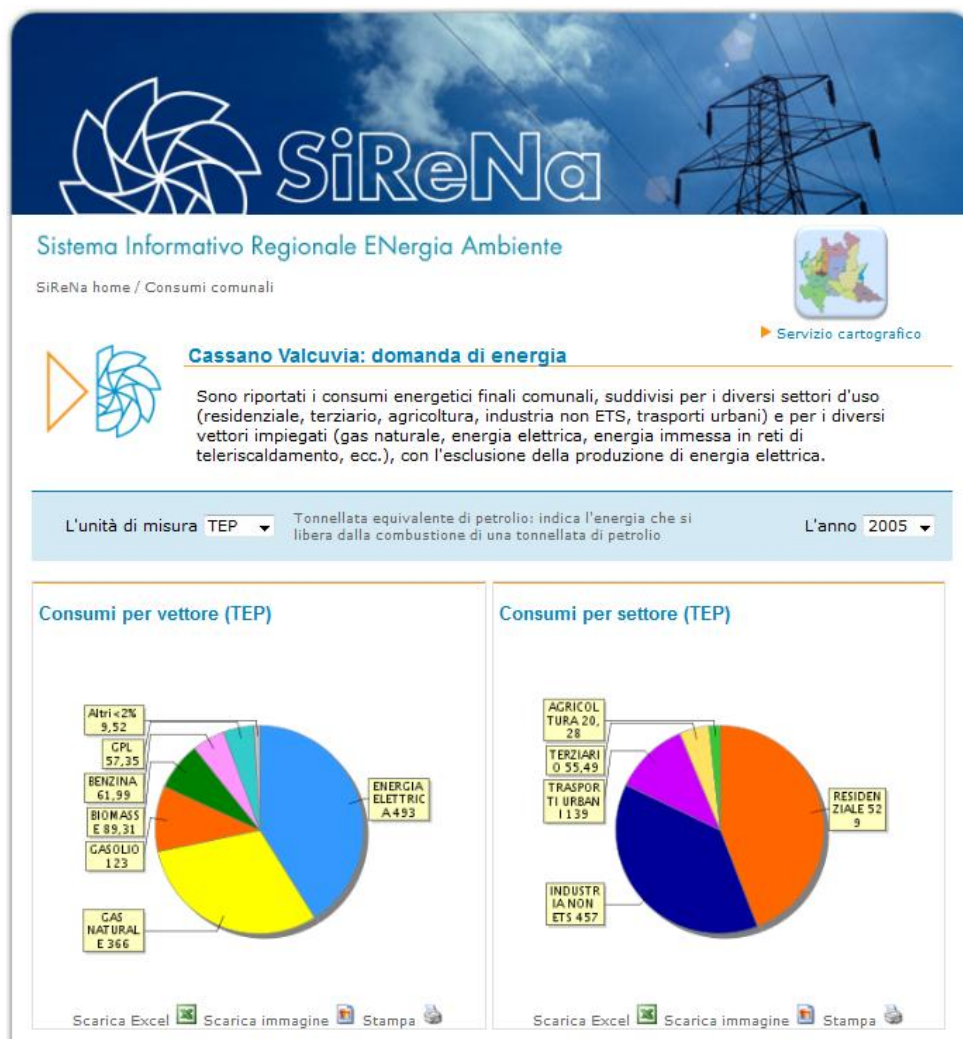 SiReNa
Sistema Informativo Regionale ENergia Ambiente
SiReNa home / Consumi comunali
Servizio cartografico
Cassano Valcuvia: domanda di energia
Sono riportati i consumi energetici finali comunali, suddivisi per i diversi settori d'uso
(residenziale, terziario, agricoltura, industria non ETS, trasporti urbani) e per i diversi
vettori impiegati (gas naturale, energia elettrica, energia immessa in reti di
teleriscaldamento, ecc.), con l'esclusione della produzione di energia elettrica.
L'unità di misura TEP
Tonnellata equivalente di petrolio: indica l'energia che si
libera dalla combustione di una tonnellata di petrolio
L'anno 2005
Consumi per vettore (TEP)
Altri <2%
9,52
GPL
57,35
BENZINA
61,99
BIOMASS
E 89,31
GASOLIO
123
GAS
NATURAL
E 366
ENERGIA
ELETTRIC
A 493
Scarica Excel Scarica immagine Stampa
Consumi per settore (TEP)
AGRICOL
TURA 20,
28
TERZIARI
O 55,49
TRASPOR
TI URBAN
I 139
INDUSTR
IA NON
ETS 457
RESIDEN
ZIALE 52
9
Scarica Excel Scarica immagine Stampa